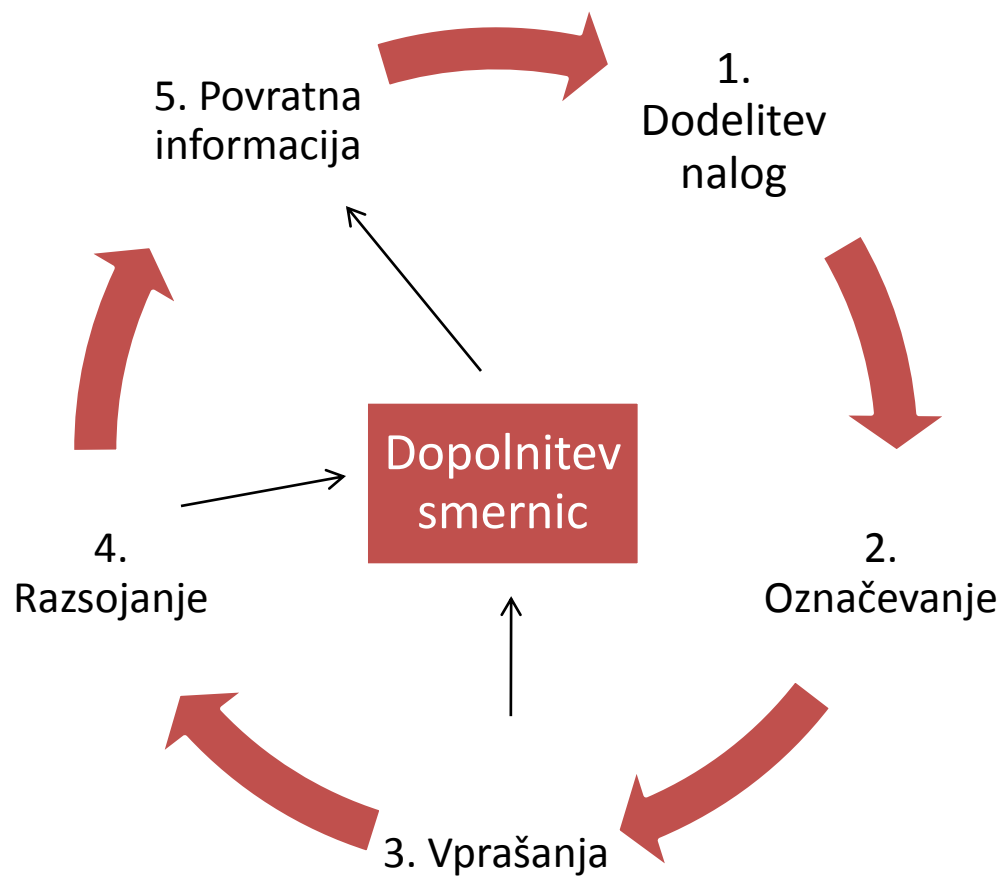 1.
Dodelitev
nalog
2.
Označevanje
3. Vprašanja
4.
Razsojanje
5. Povratna
informacija
Dopolnitev
smernic